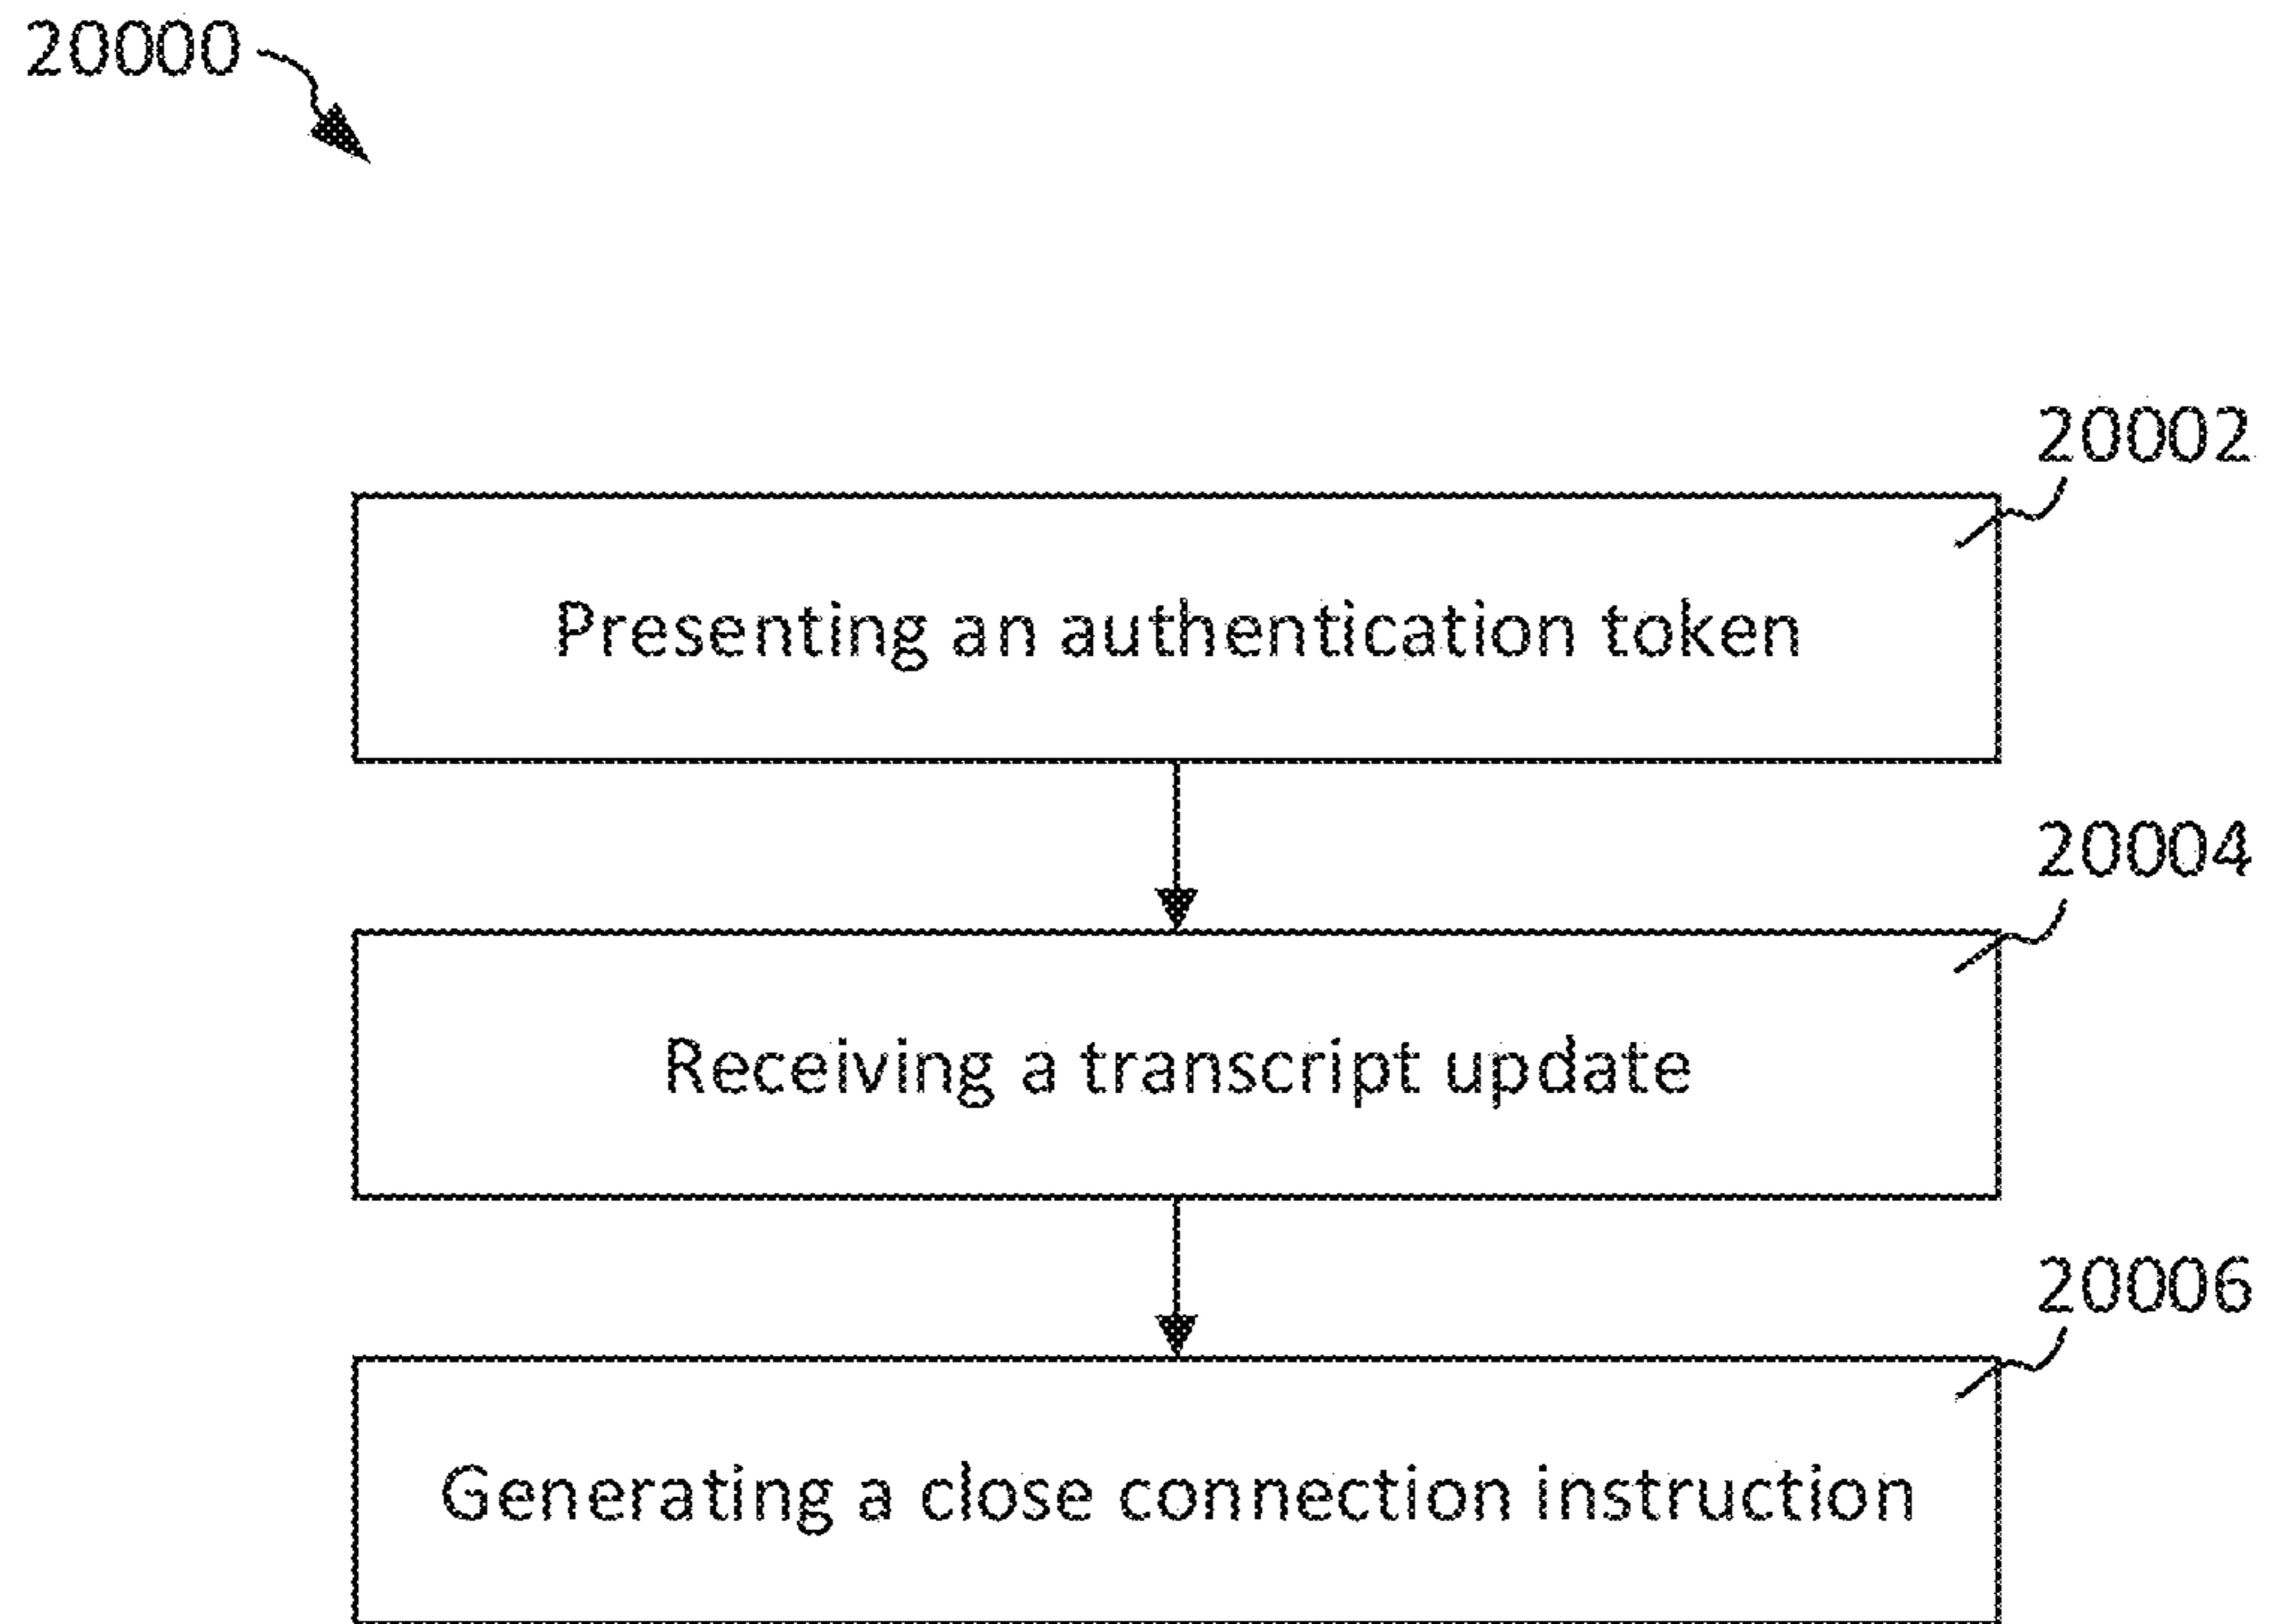 20000
20002
Presenting an authentication token
20004
Receiving a transcript update
20006
Generating a close connection instruction